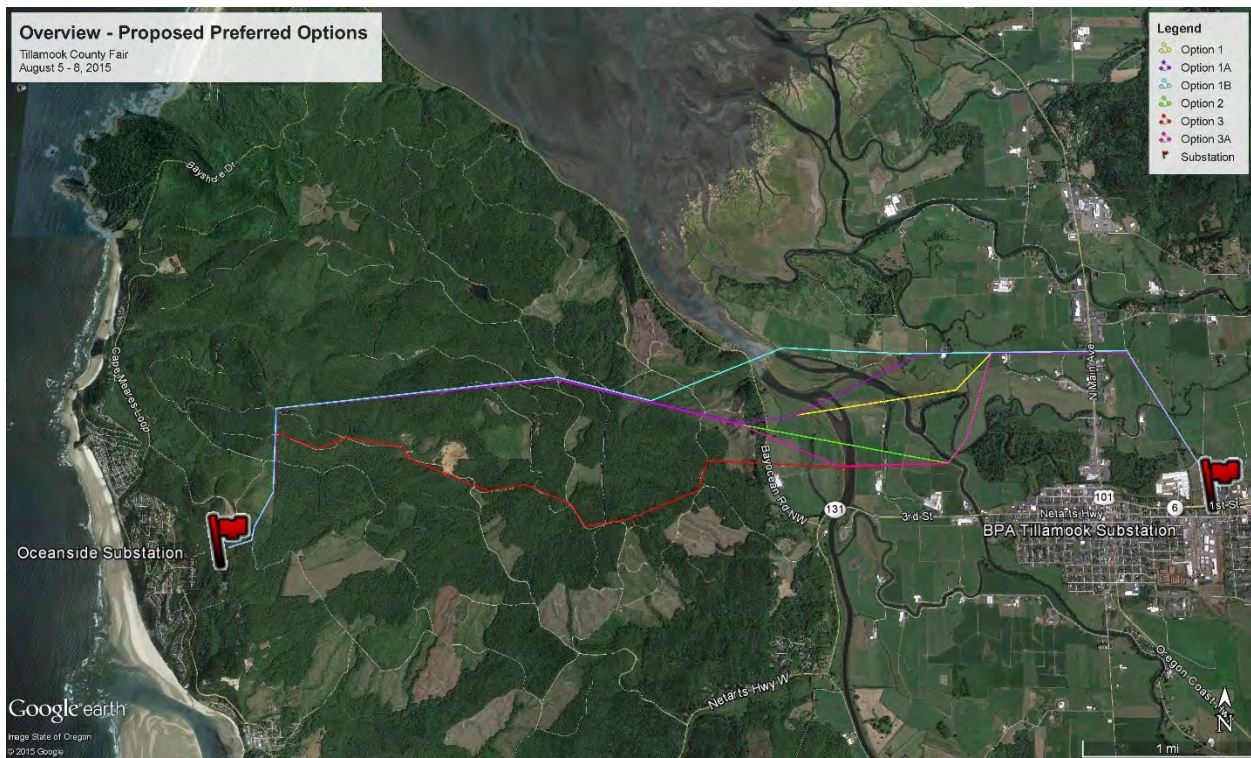 Overview - Proposed Preferred Options
Tillamook County Fair
August 5 - 8, 2015
Legend
Option 1
Option 1A
Option 1B
Option 2
Option 3
Option 3A
Substation
Bayshore Dr
Cape Meares Loop
N Main Ave
Bayocean Rd NW
131
3rd St
101
Netarts Hwy
6
1st St
BPA Tillamook Substation
Oceanside Substation
Netarts Hwy W
Oregon Coast
N
1 mi
Google earth
Image State of Oregon
© 2015 Google